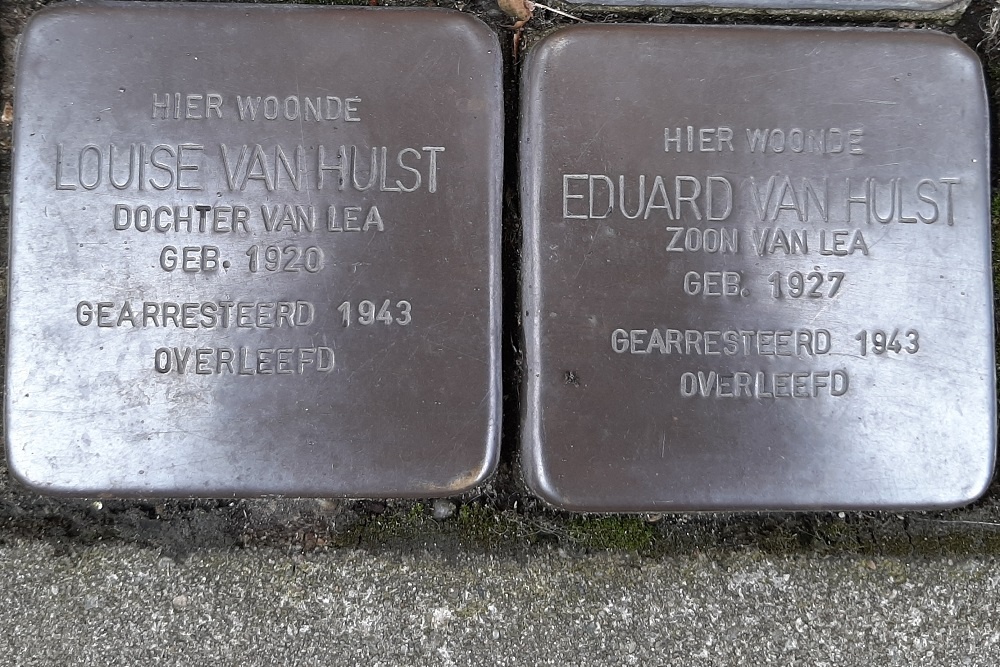 HIER WOONDE
LOUISE VAN HULST
DOCHTER VAN LEA
GEB. 1920
GEARRESTEERD 1943
OVERLEEFD
HIER WOONDE
EDUARD VAN HULST
ZOON VAN LEA
GEB. 1927
GEARRESTEERD 1943
OVERLEEFD